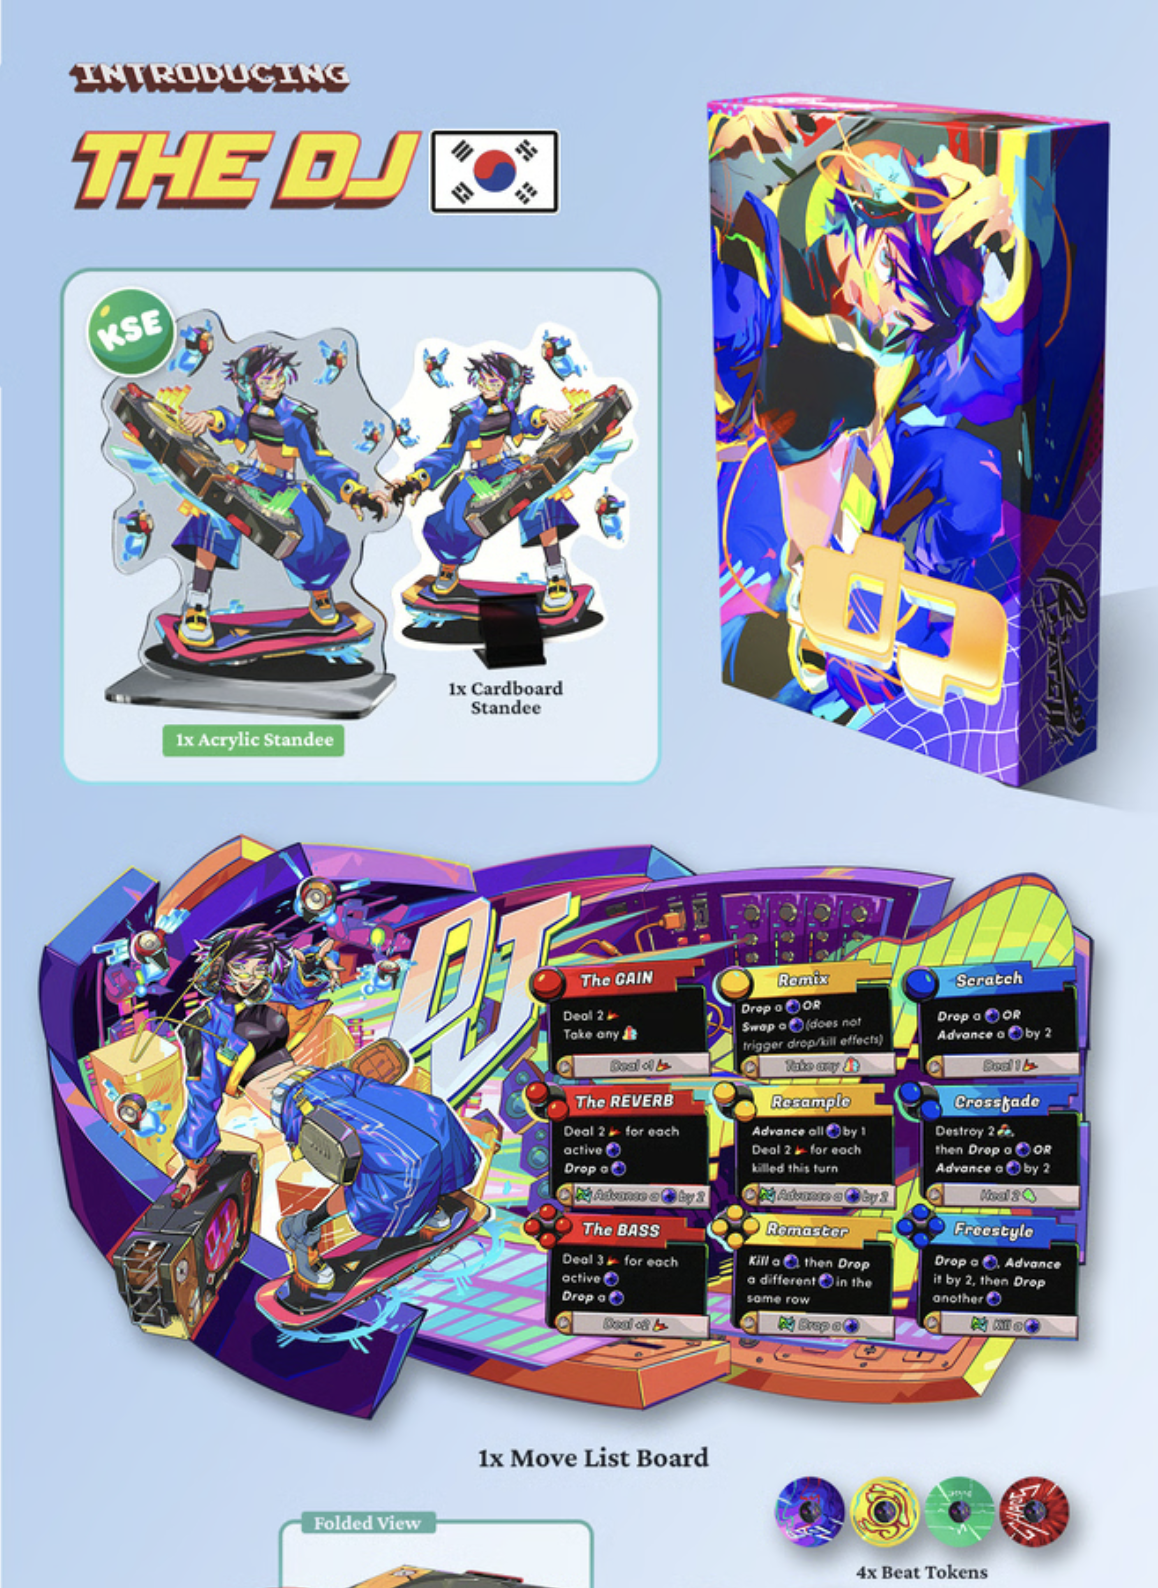 INTRODUCING
THE DJ
KSE
1x Cardboard
Standee
1x Acrylic Standee
DJ
The GAIN
Deal 2
Take any
Deal +1
Remix
Drop a OR
Swap a (does not
trigger drop/kill effects)
Take any
Scratch
Drop a OR
Advance a by 2
Deal 1
The REVERB
Deal 2 for each
active
Drop a
Advance a by 2
Resample
Advance all by 1
Deal 2 for each
killed this turn
Advance a by 2
Crossfade
Destroy 2
then Drop a OR
Advance a by 2
Heal 2
The BASS
Deal 3 for each
active
Drop a
Deal +2
Remaster
Kill a , then Drop
a different in the
same row
Drop a
Freestyle
Drop a , Advance
it by 2, then Drop
another
Kill a
1x Move List Board
Folded View
4x Beat Tokens